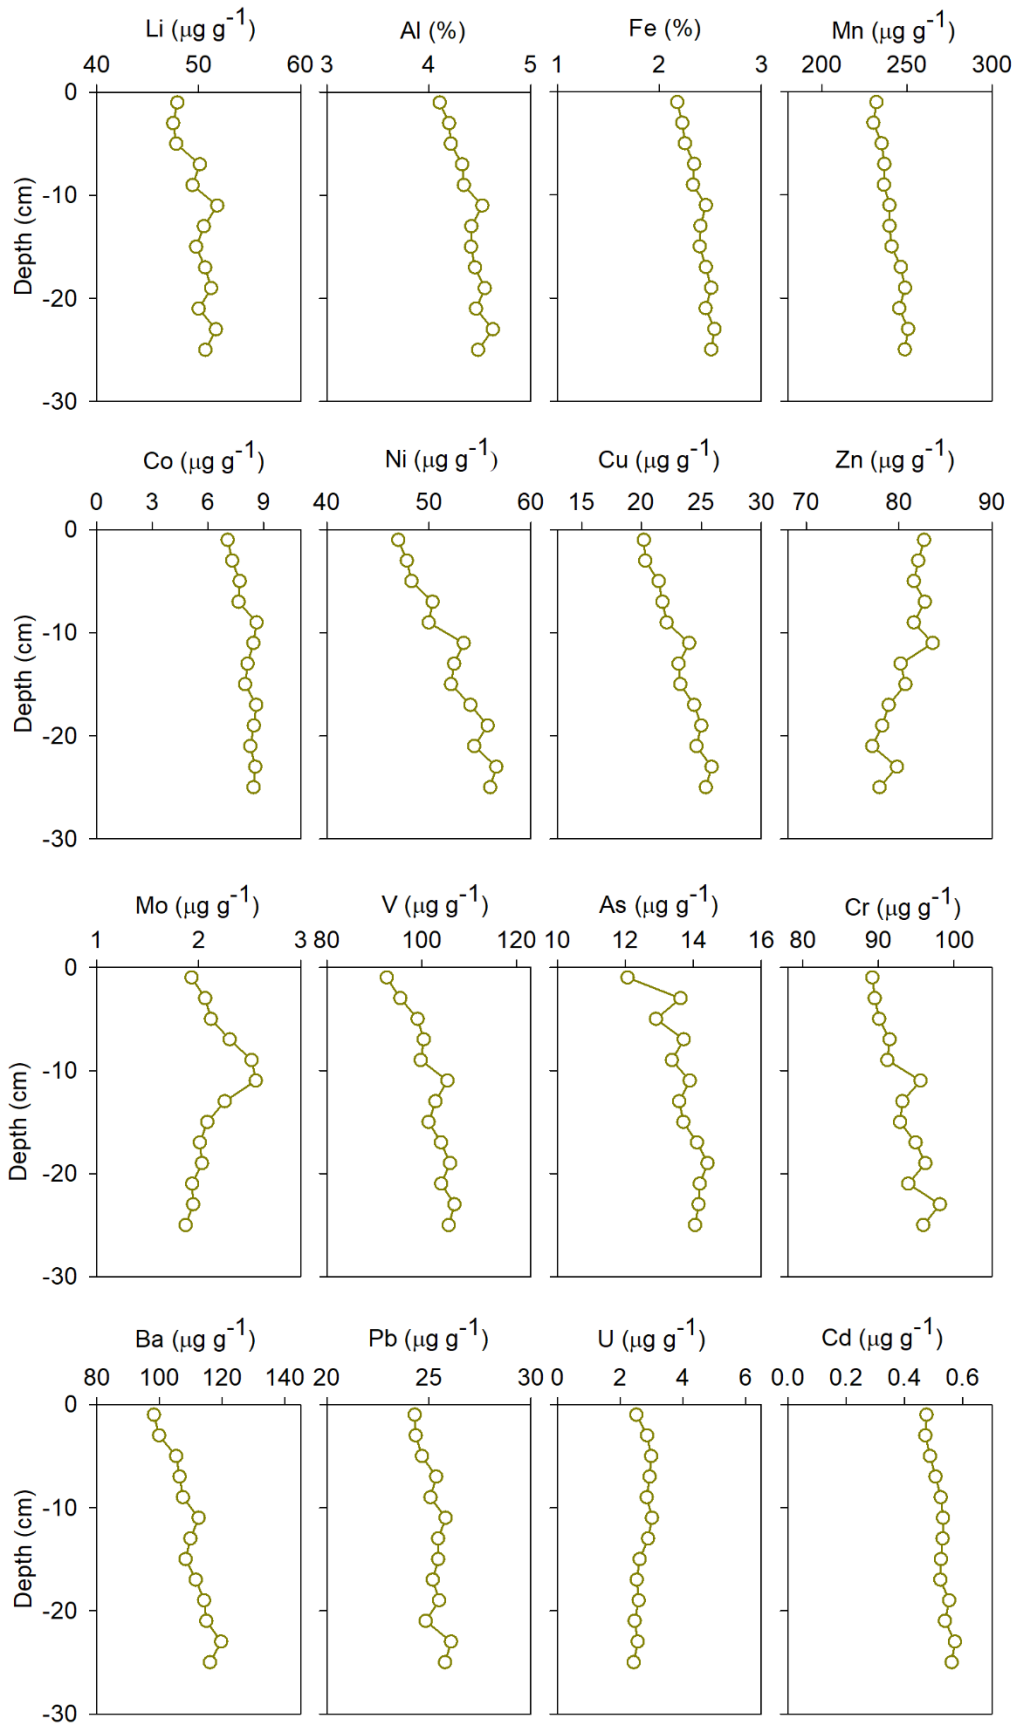 Li (μg g⁻¹) Al (%) Fe (%) Mn (μg g⁻¹)
40 50 60 3 4 5 1 2 3 200 250 300
0
-10
-20
-30
Depth (cm)
Co (μg g⁻¹) Ni (μg g⁻¹) Cu (μg g⁻¹) Zn (μg g⁻¹)
0 3 6 9 40 50 60 15 20 25 30 70 80 90
0
-10
-20
-30
Depth (cm)
Mo (μg g⁻¹) V (μg g⁻¹) As (μg g⁻¹) Cr (μg g⁻¹)
1 2 3 80 100 120 10 12 14 16 80 90 100
0
-10
-20
-30
Depth (cm)
Ba (μg g⁻¹) Pb (μg g⁻¹) U (μg g⁻¹) Cd (μg g⁻¹)
80 100 120 140 20 25 30 0 2 4 6 0.0 0.2 0.4 0.6
0
-10
-20
-30
Depth (cm)